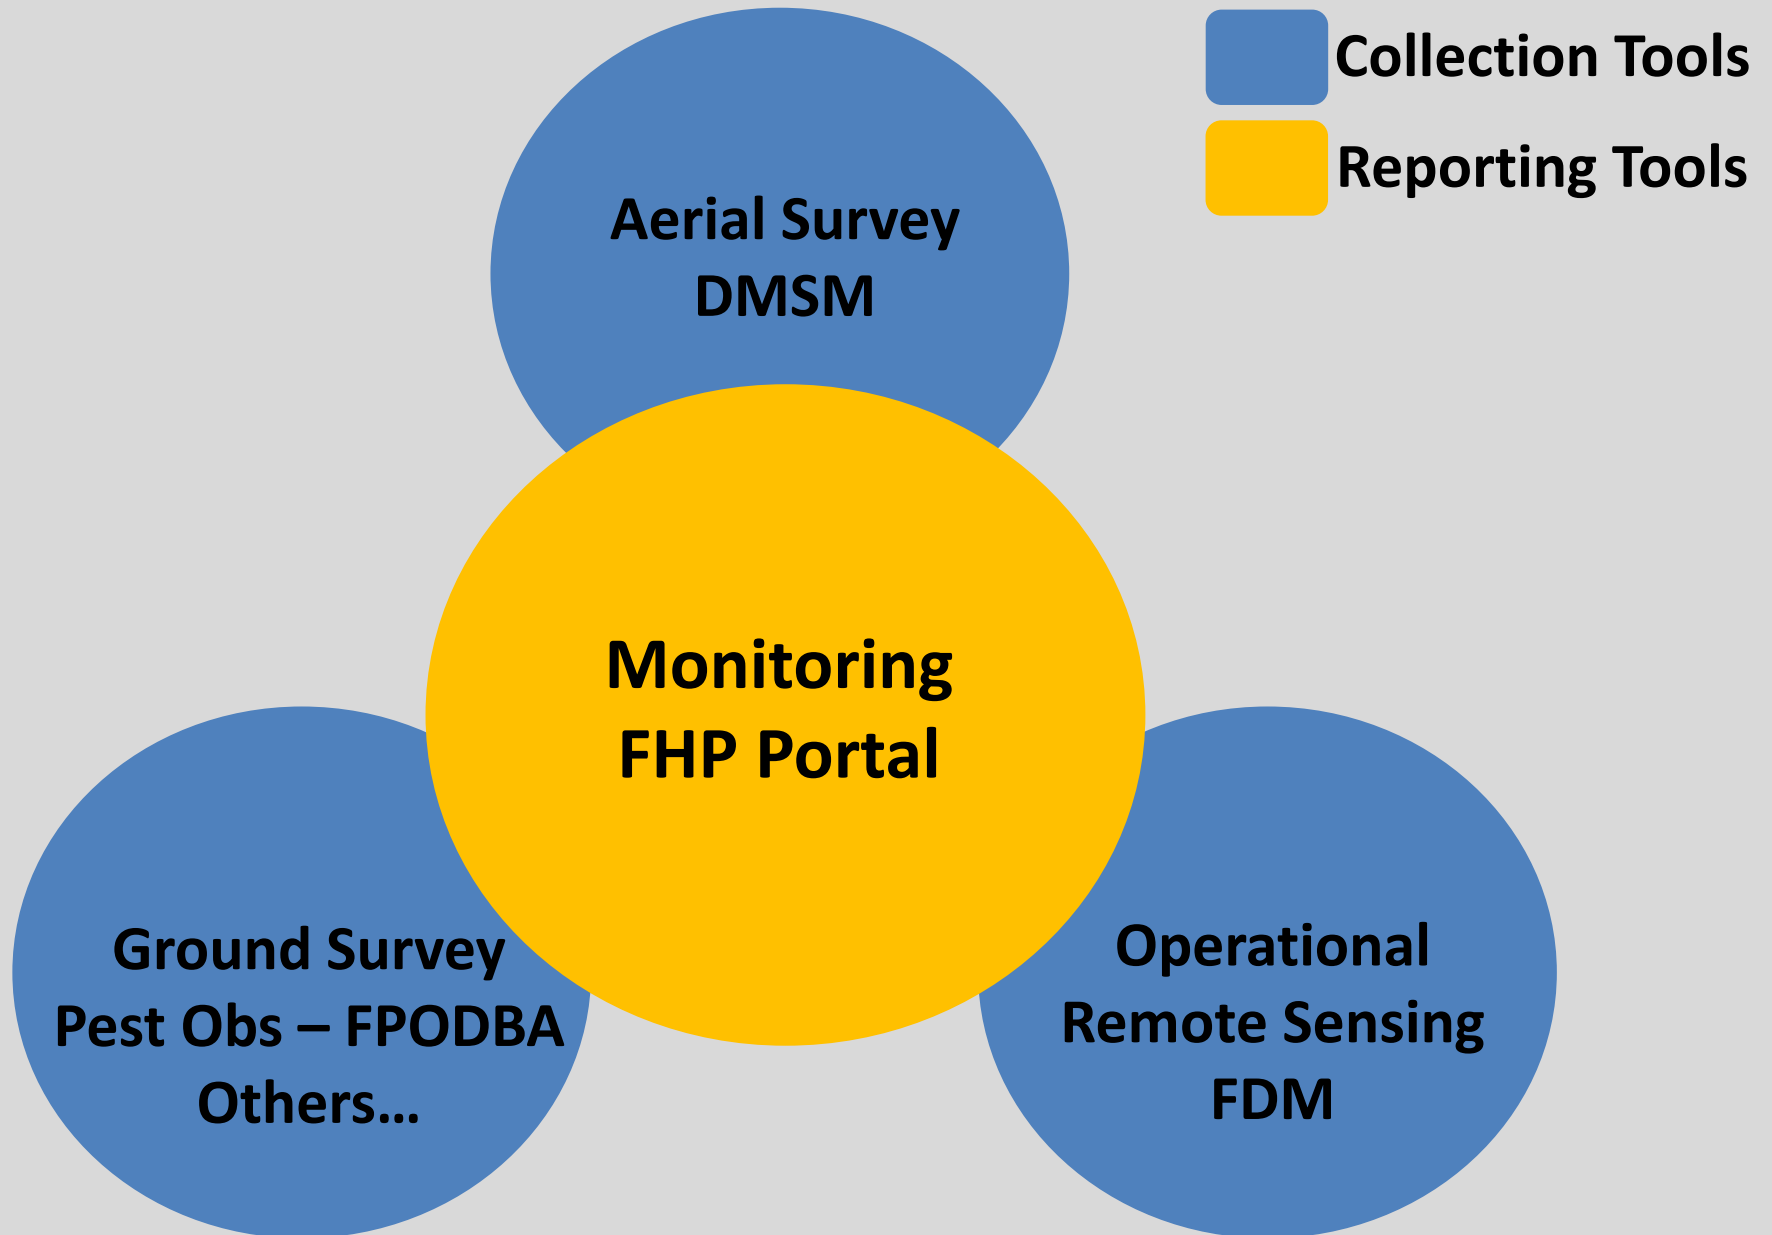 Collection Tools
Reporting Tools
Aerial Survey
DMSM
Monitoring
FHP Portal
Ground Survey
Pest Obs – FPODBA
Others...
Operational
Remote Sensing
FDM